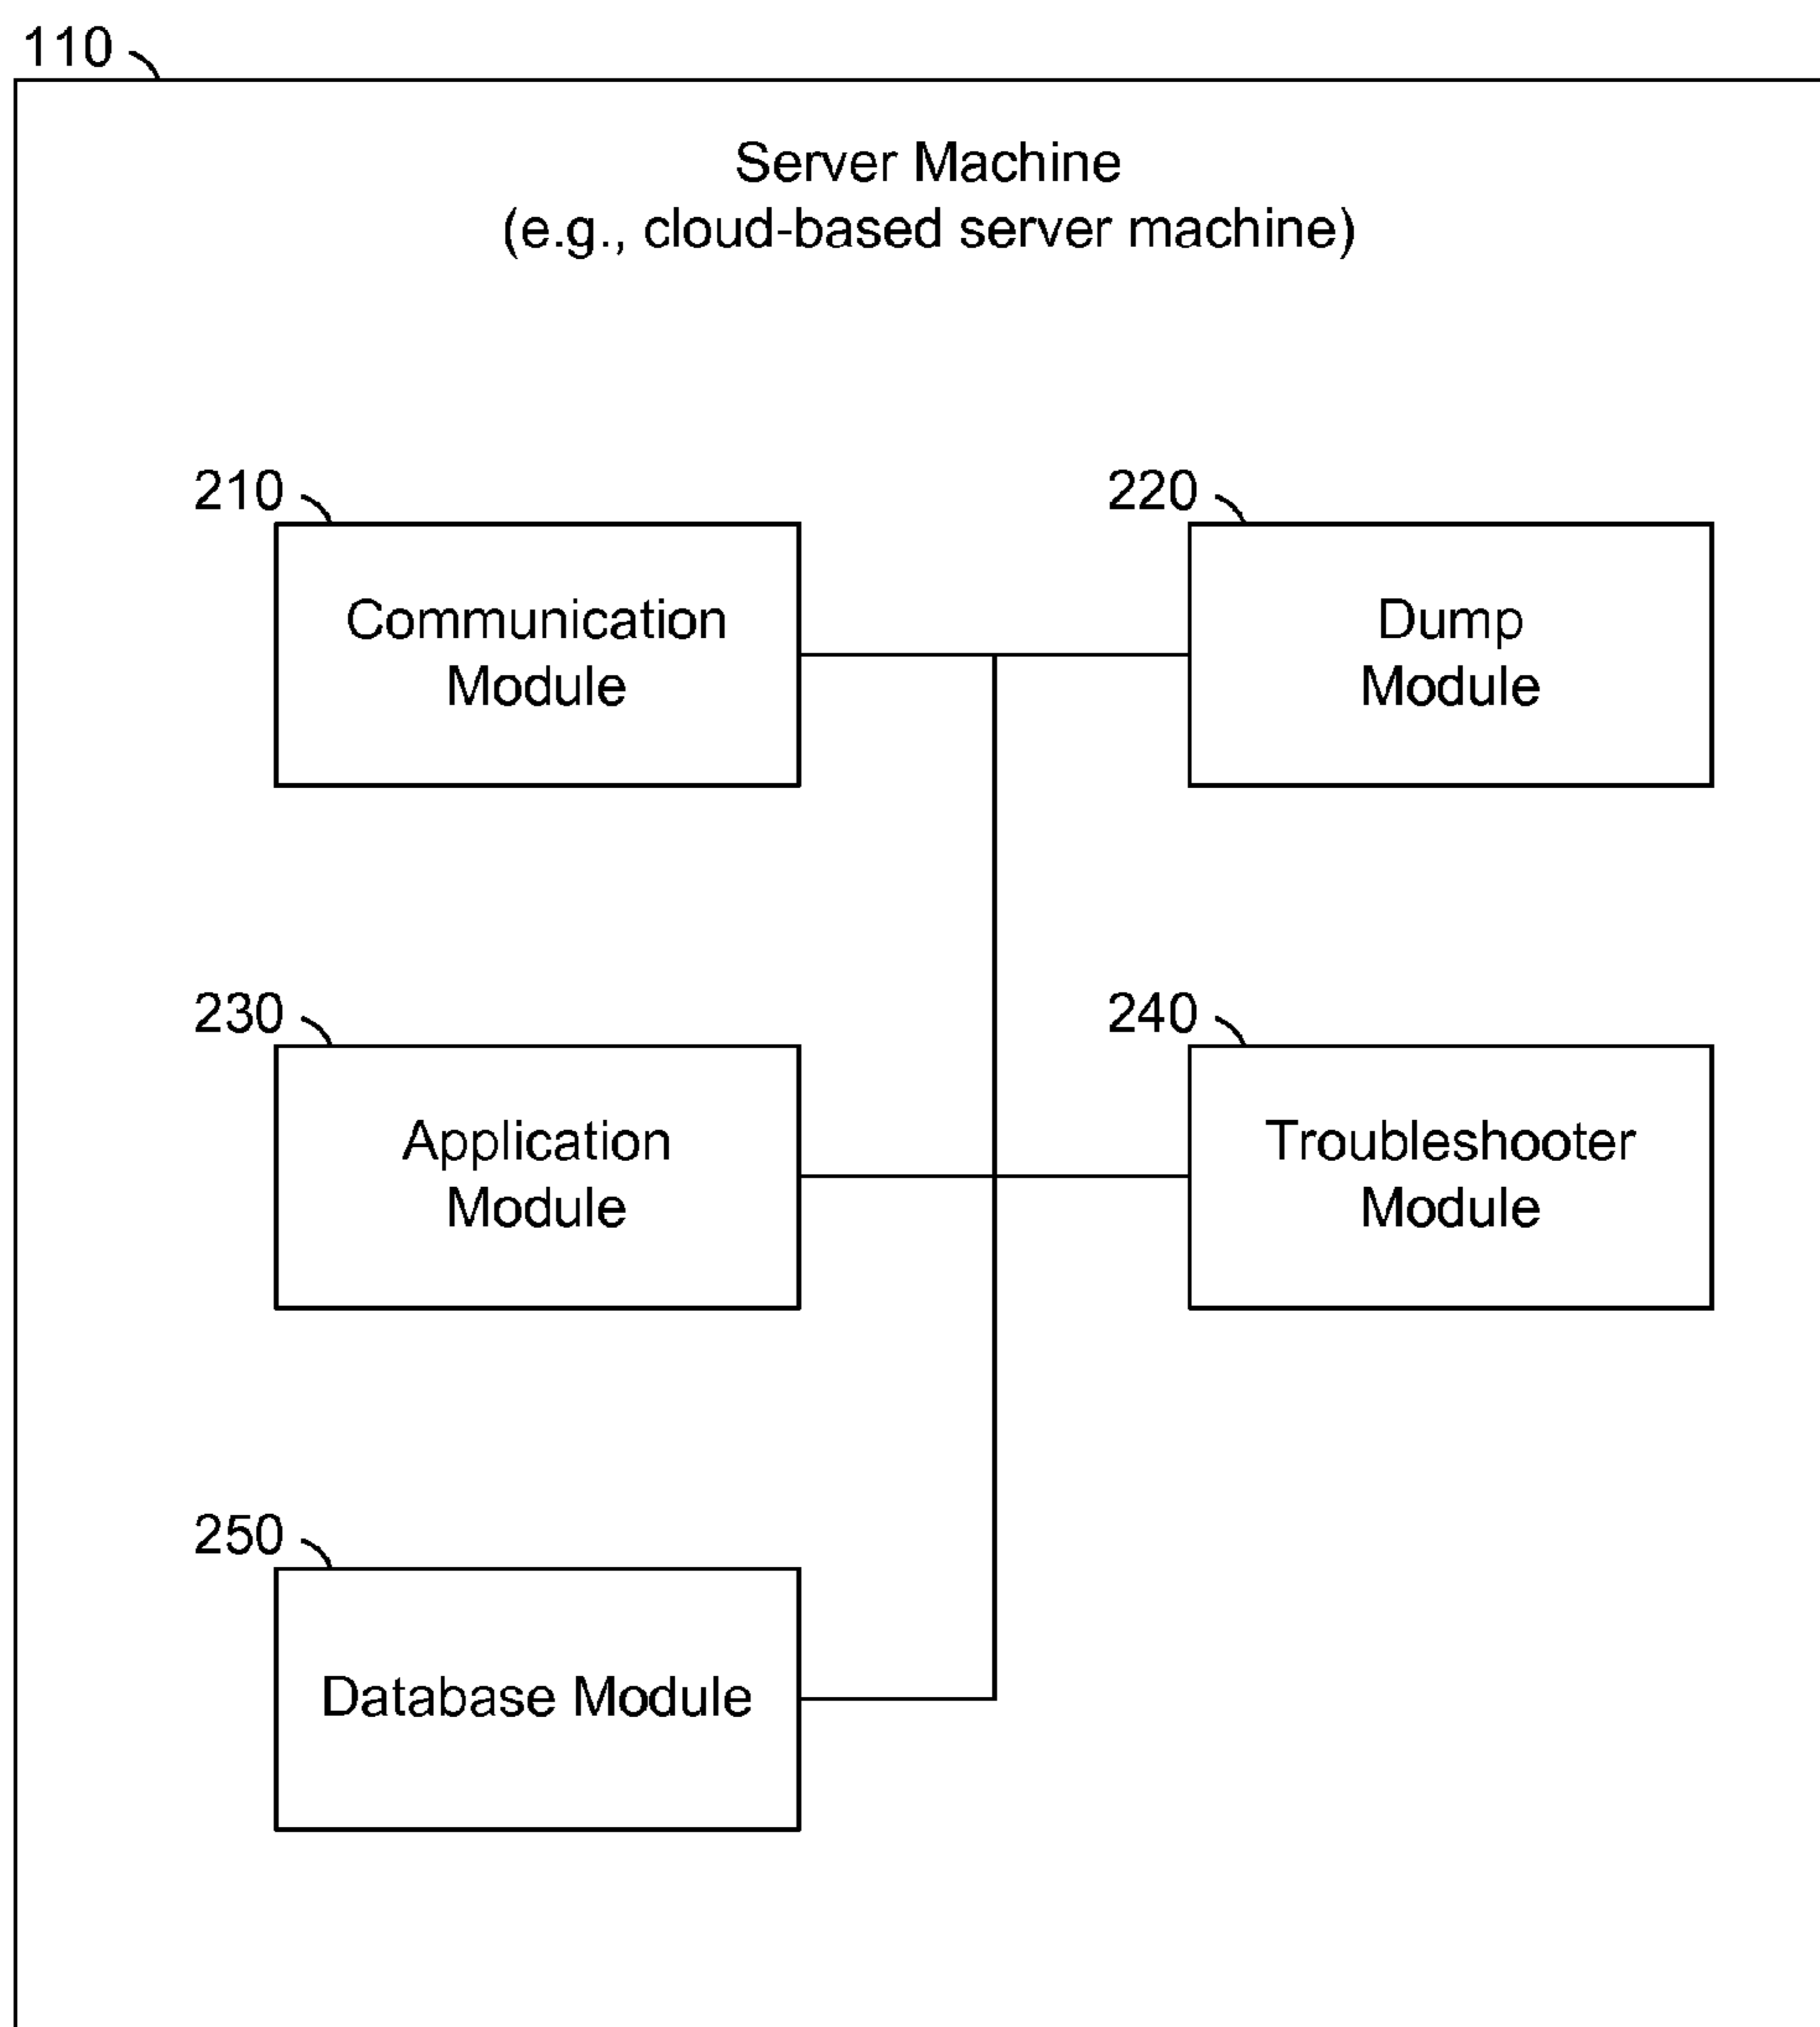 110
Server Machine
(e.g., cloud-based server machine)
210
Communication
Module
220
Dump
Module
230
Application
Module
240
Troubleshooter
Module
250
Database Module